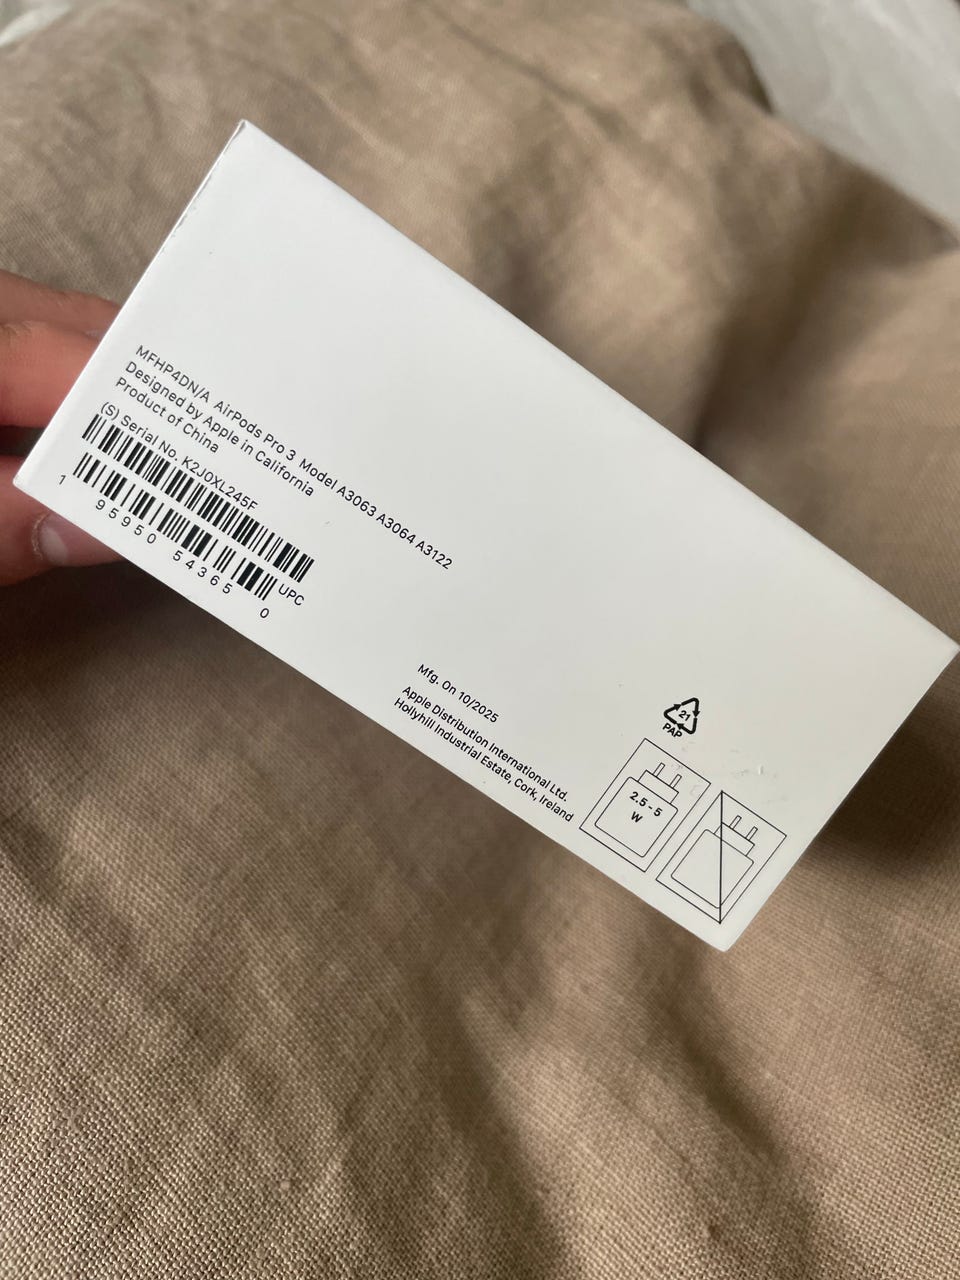 MFHP4DN/A AirPods Pro 3 Model A3063 A3064 A3122
Designed by Apple in California
Product of China
(S) Serial No. K2J0XL245F
UPC
1 95950 54365 0
Mfg. On 10/2025
Apple Distribution International Ltd.
Hollyhill Industrial Estate, Cork, Ireland
21
PAP
2.5 - 5
W